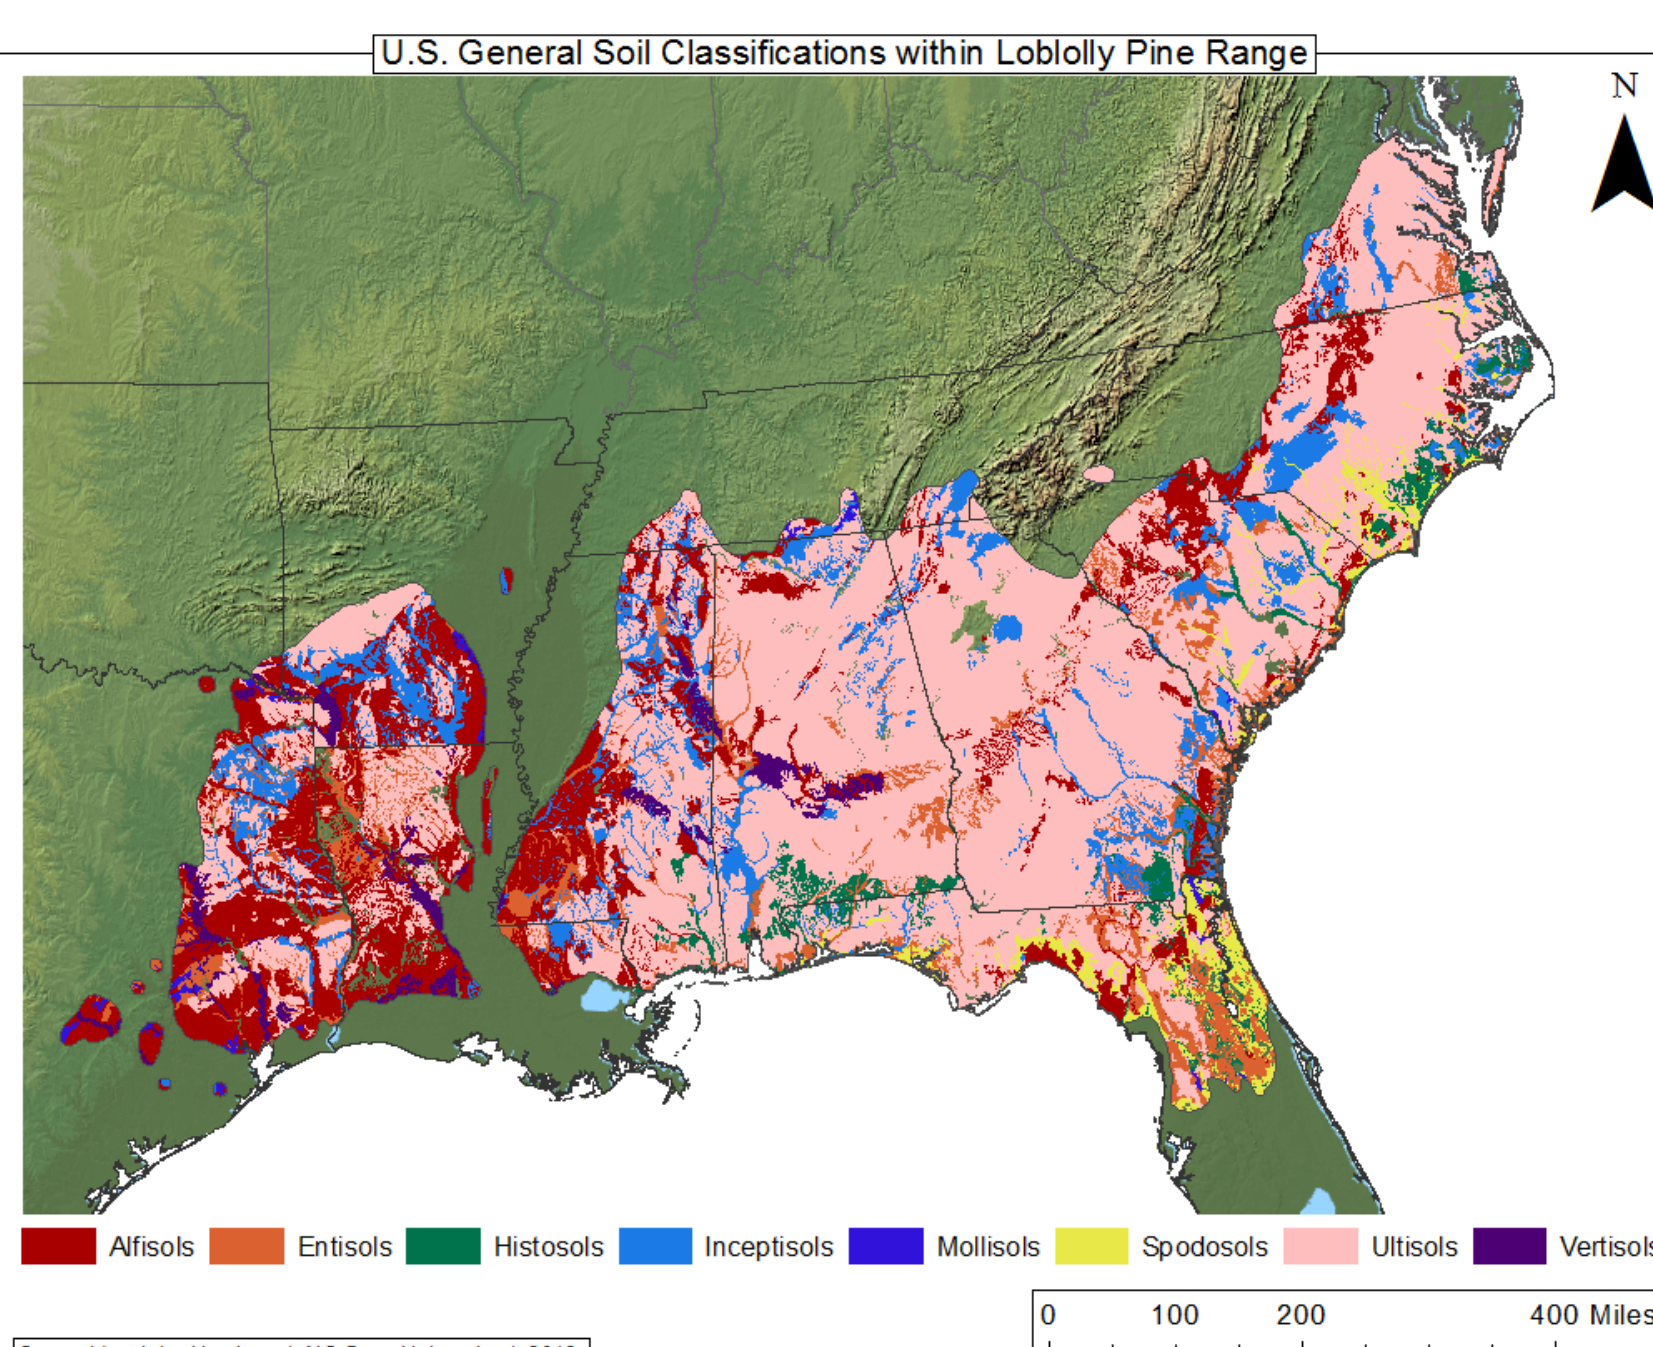 U.S. General Soil Classifications within Loblolly Pine Range
N
Alfisols Entisols Histosols Inceptisols Mollisols Spodosols Ultisols Vertisols
0 100 200 400 Miles